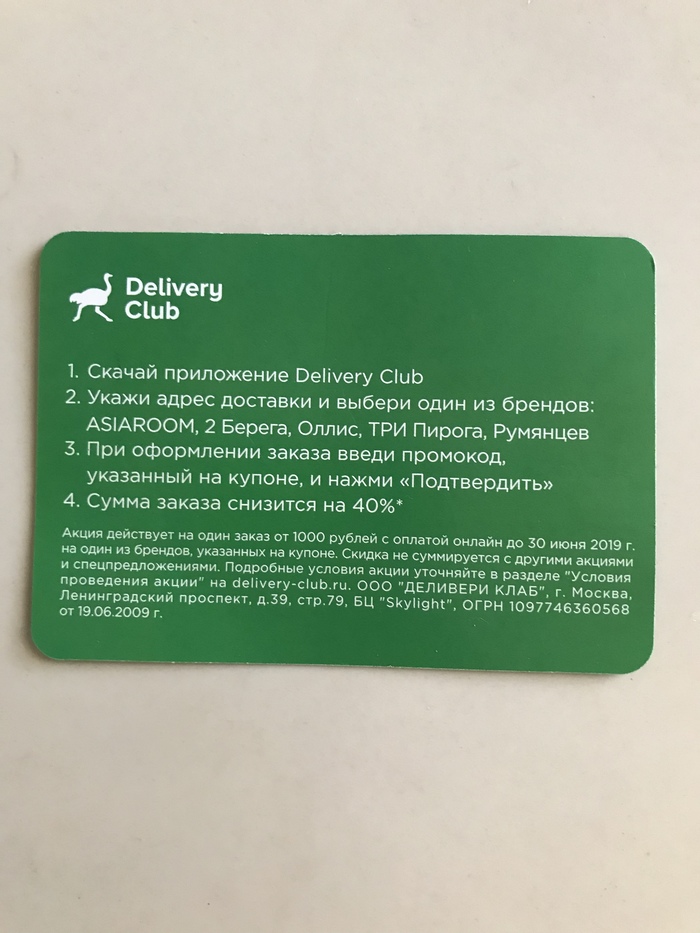 Delivery
Club
1. Скачай приложение Delivery Club
2. Укажи адрес доставки и выбери один из брендов:
ASIAROOM, 2 Берега, Оллис, ТРИ Пирога, Румянцев
3. При оформлении заказа введи промокод,
указанный на купоне, и нажми «Подтвердить»
4. Сумма заказа снизится на 40%*
Акция действует на один заказ от 1000 рублей с оплатой онлайн до 30 июня 2019 г.
на один из брендов, указанных на купоне. Скидка не суммируется с другими акциями
и спецпредложениями. Подробные условия акции уточняйте в разделе "Условия
проведения акции" на delivery-club.ru. ООО "ДЕЛИВЕРИ КЛАБ", г. Москва,
Ленинградский проспект, д.39, стр.79, БЦ "Skylight", ОГРН 1097746360568
от 19.06.2009 г.